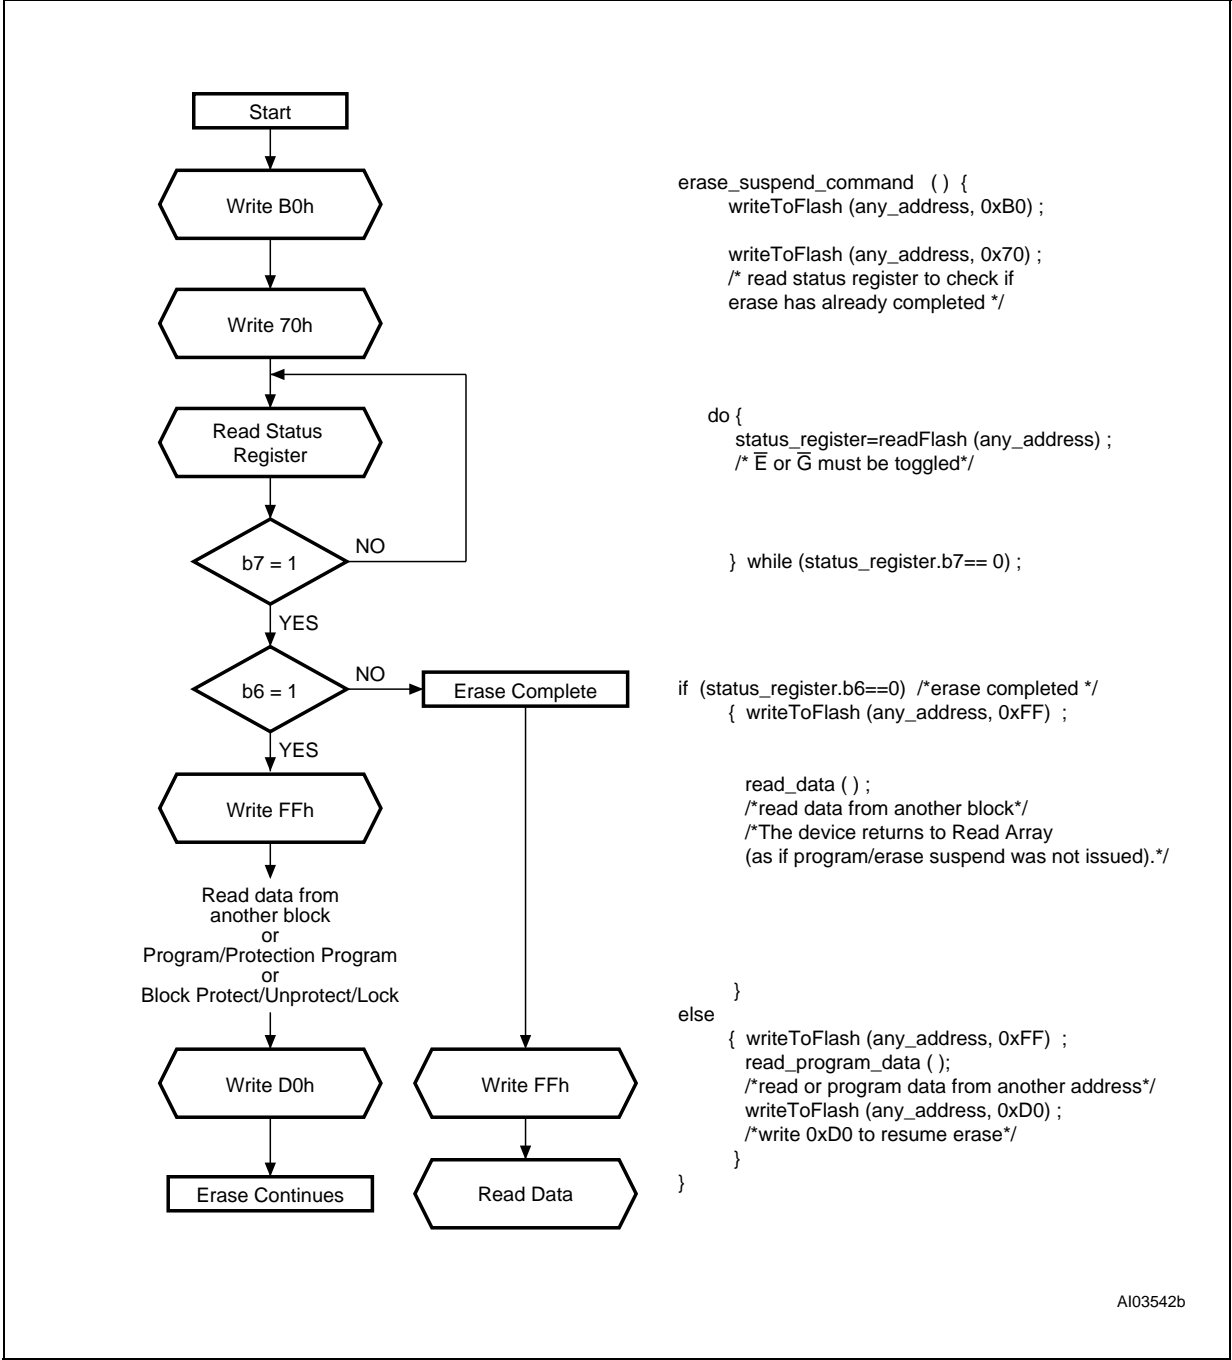 Start
Write B0h
Write 70h
Read Status
Register
b7 = 1
NO
YES
b6 = 1
NO
Erase Complete
YES
Write FFh
Read data from
another block
or
Program/Protection Program
or
Block Protect/Unprotect/Lock
Write D0h
Write FFh
Erase Continues
Read Data
erase_suspend_command ( ) {
writeToFlash (any_address, 0xB0) ;
writeToFlash (any_address, 0x70) ;
/* read status register to check if
erase has already completed */
do {
status_register=readFlash (any_address) ;
/* E̅ or G̅ must be toggled*/
} while (status_register.b7== 0) ;
if (status_register.b6==0) /*erase completed */
{ writeToFlash (any_address, 0xFF) ;
read_data ( ) ;
/*read data from another block*/
/*The device returns to Read Array
(as if program/erase suspend was not issued).*/
}
else
{ writeToFlash (any_address, 0xFF) ;
read_program_data ( );
/*read or program data from another address*/
writeToFlash (any_address, 0xD0) ;
/*write 0xD0 to resume erase*/
}
}
AI03542b